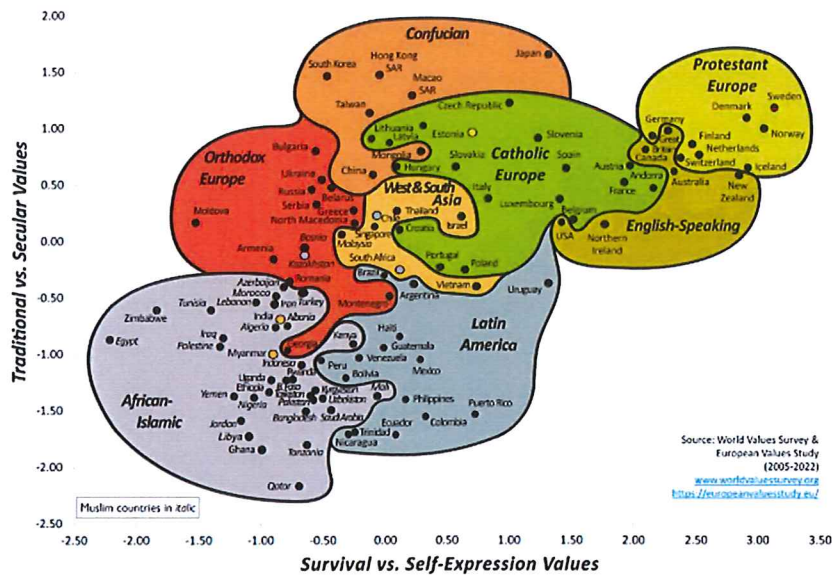 2.00
Confucian
Hong Kong
SAR
Japan
South Korea
1.50
Macao
SAR
Protestant
Europe
Sweden
Taiwan
Czech Republic
Denmark
Germany
1.00
Lithuania
Estonia
Slovenia
Norway
Latvia
Great
Britain
Finland
Netherlands
Bulgaria
Mongolia
Orthodox
Europe
Catholic
Europe
Canada
Switzerland
China
Hungary
Slovakia
Spain
Austria
Andorra
Iceland
Ukraine
Australia
0.50
Russia
Belarus
West & South
Asia
Italy
France
New
Zealand
Serbia
Greece
Chile
Thailand
Luxembourg
Belgium
English-Speaking
Moldova
North Macedonia
Singapore
Croatia
Israel
USA
Northern
Ireland
0.00
Bosnia
Malaysia
Armenia
Kazakhstan
South Africa
Portugal
Poland
Azerbaijan
Romania
Brazil
Vietnam
Uruguay
-0.50
Morocco
Lebanon
Iran
Turkey
Montenegro
Argentina
Tunisia
Zimbabwe
India
Albania
Algeria
Haiti
Latin
America
Egypt
Iraq
Palestine
Georgia
Kenya
Guatemala
-1.00
Myanmar
Indonesia
Peru
Venezuela
Mexico
Uganda
Rwanda
Bolivia
Ethiopia
B.Faso
Kyrgyzstan
Mali
African-
Islamic
Yemen
Nigeria
Pakistan
Uzbekistan
Philippines
Puerto Rico
-1.50
Bangladesh
Saudi Arabia
Ecuador
Colombia
Jordan
Trinidad
Libya
Nicaragua
Ghana
Tanzania
-2.00
Qatar
Source: World Values Survey &
European Values Study
(2005-2022)
www.worldvaluessurvey.org
https://europeanvaluesstudy.eu/
Muslim countries in italic
-2.50
-2.50 -2.00 -1.50 -1.00 -0.50 0.00 0.50 1.00 1.50 2.00 2.50 3.00 3.50
Survival vs. Self-Expression Values
Traditional vs. Secular Values